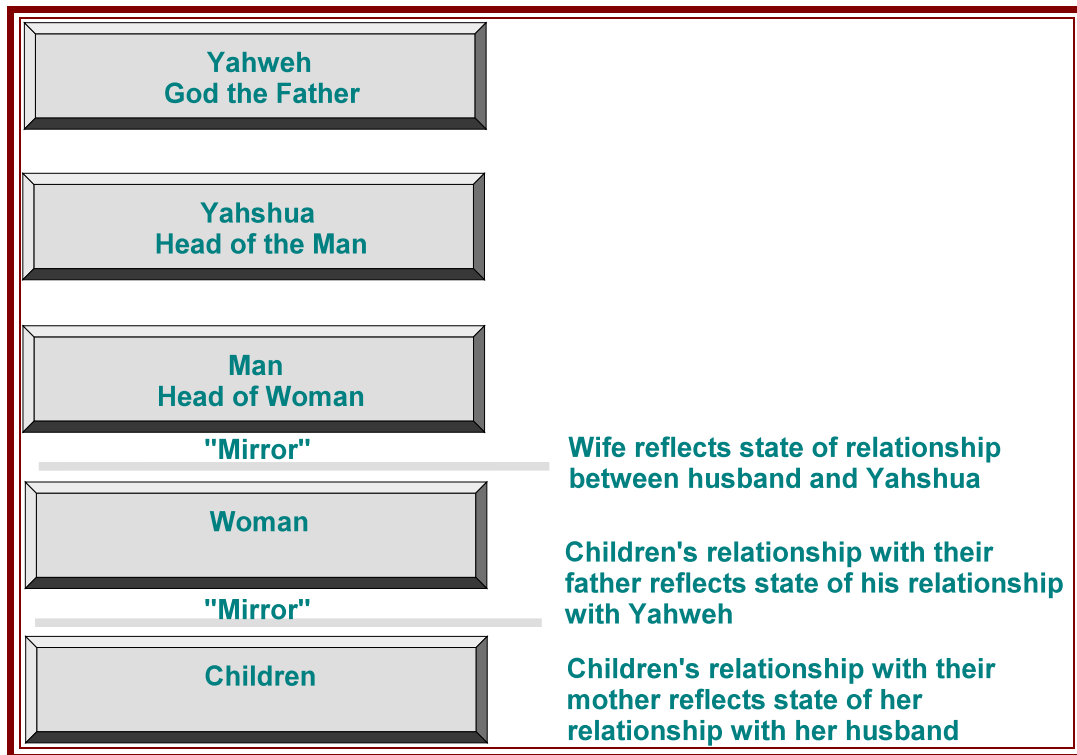 Yahweh
God the Father
Yahshua
Head of the Man
Man
Head of Woman
"Mirror"
Wife reflects state of relationship
between husband and Yahshua
Woman
Children's relationship with their
father reflects state of his relationship
with Yahweh
"Mirror"
Children
Children's relationship with their
mother reflects state of her
relationship with her husband